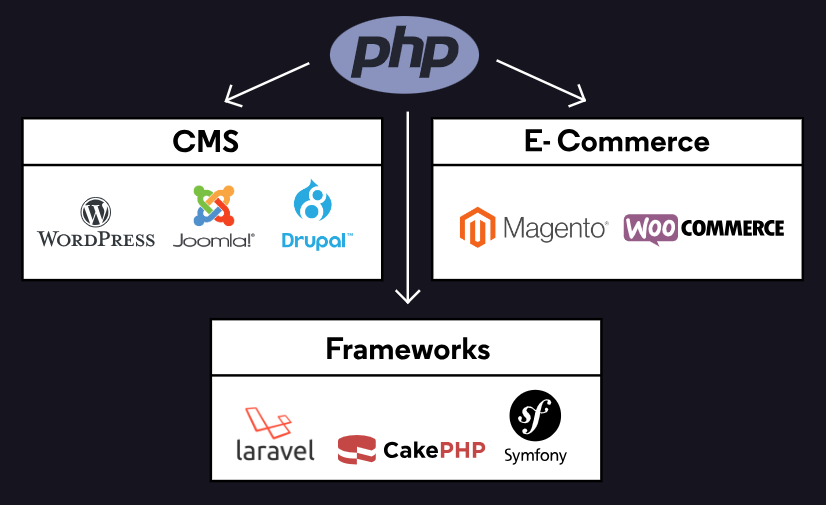 php
CMS
WORDPRESS
Joomla!®
Drupal™
E- Commerce
Magento®
WOO COMMERCE
Frameworks
laravel
CakePHP
sf
Symfony